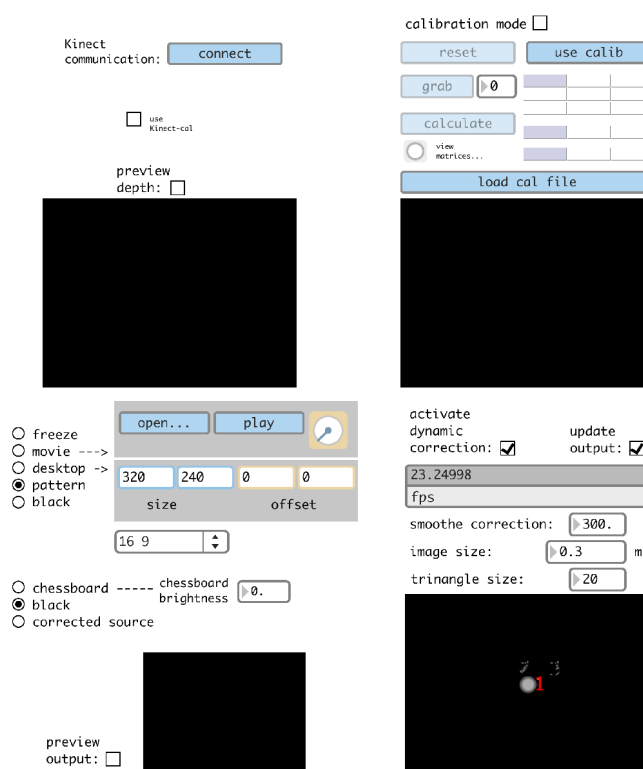 calibration mode
Kinect
communication:
connect
reset
use calib
grab
0
use
Kinect-cal
calculate
view
matrices...
preview
depth:
load cal file
open...
play
freeze
movie --->
desktop ->
pattern
black
320
240
0
0
size
offset
16 9
chessboard -----
chessboard
brightness
0.
black
corrected source
preview
output:
activate
dynamic
correction:
update
output:
23.24998
fps
smoothe correction:
300.
image size:
0.3
m
trinangle size:
20
1